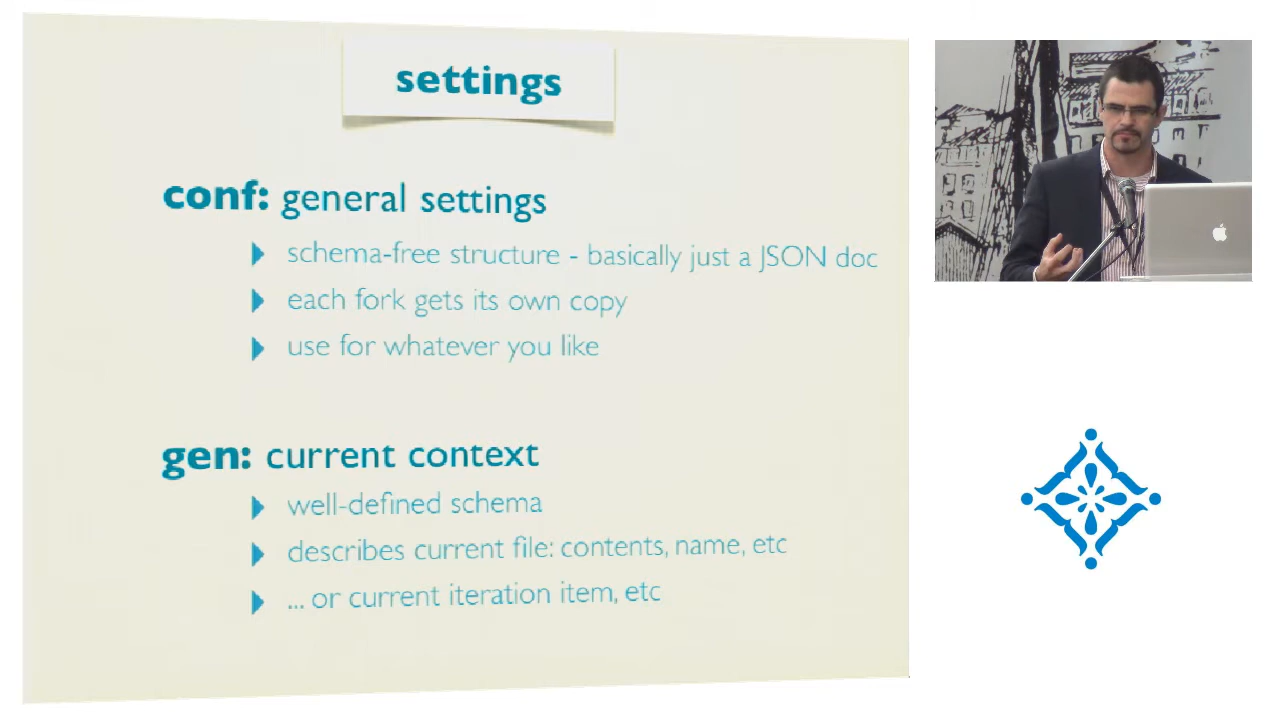 settings
conf: general settings
schema-free structure - basically just a JSON doc
each fork gets its own copy
use for whatever you like
gen: current context
well-defined schema
describes current file: contents, name, etc
... or current iteration item, etc